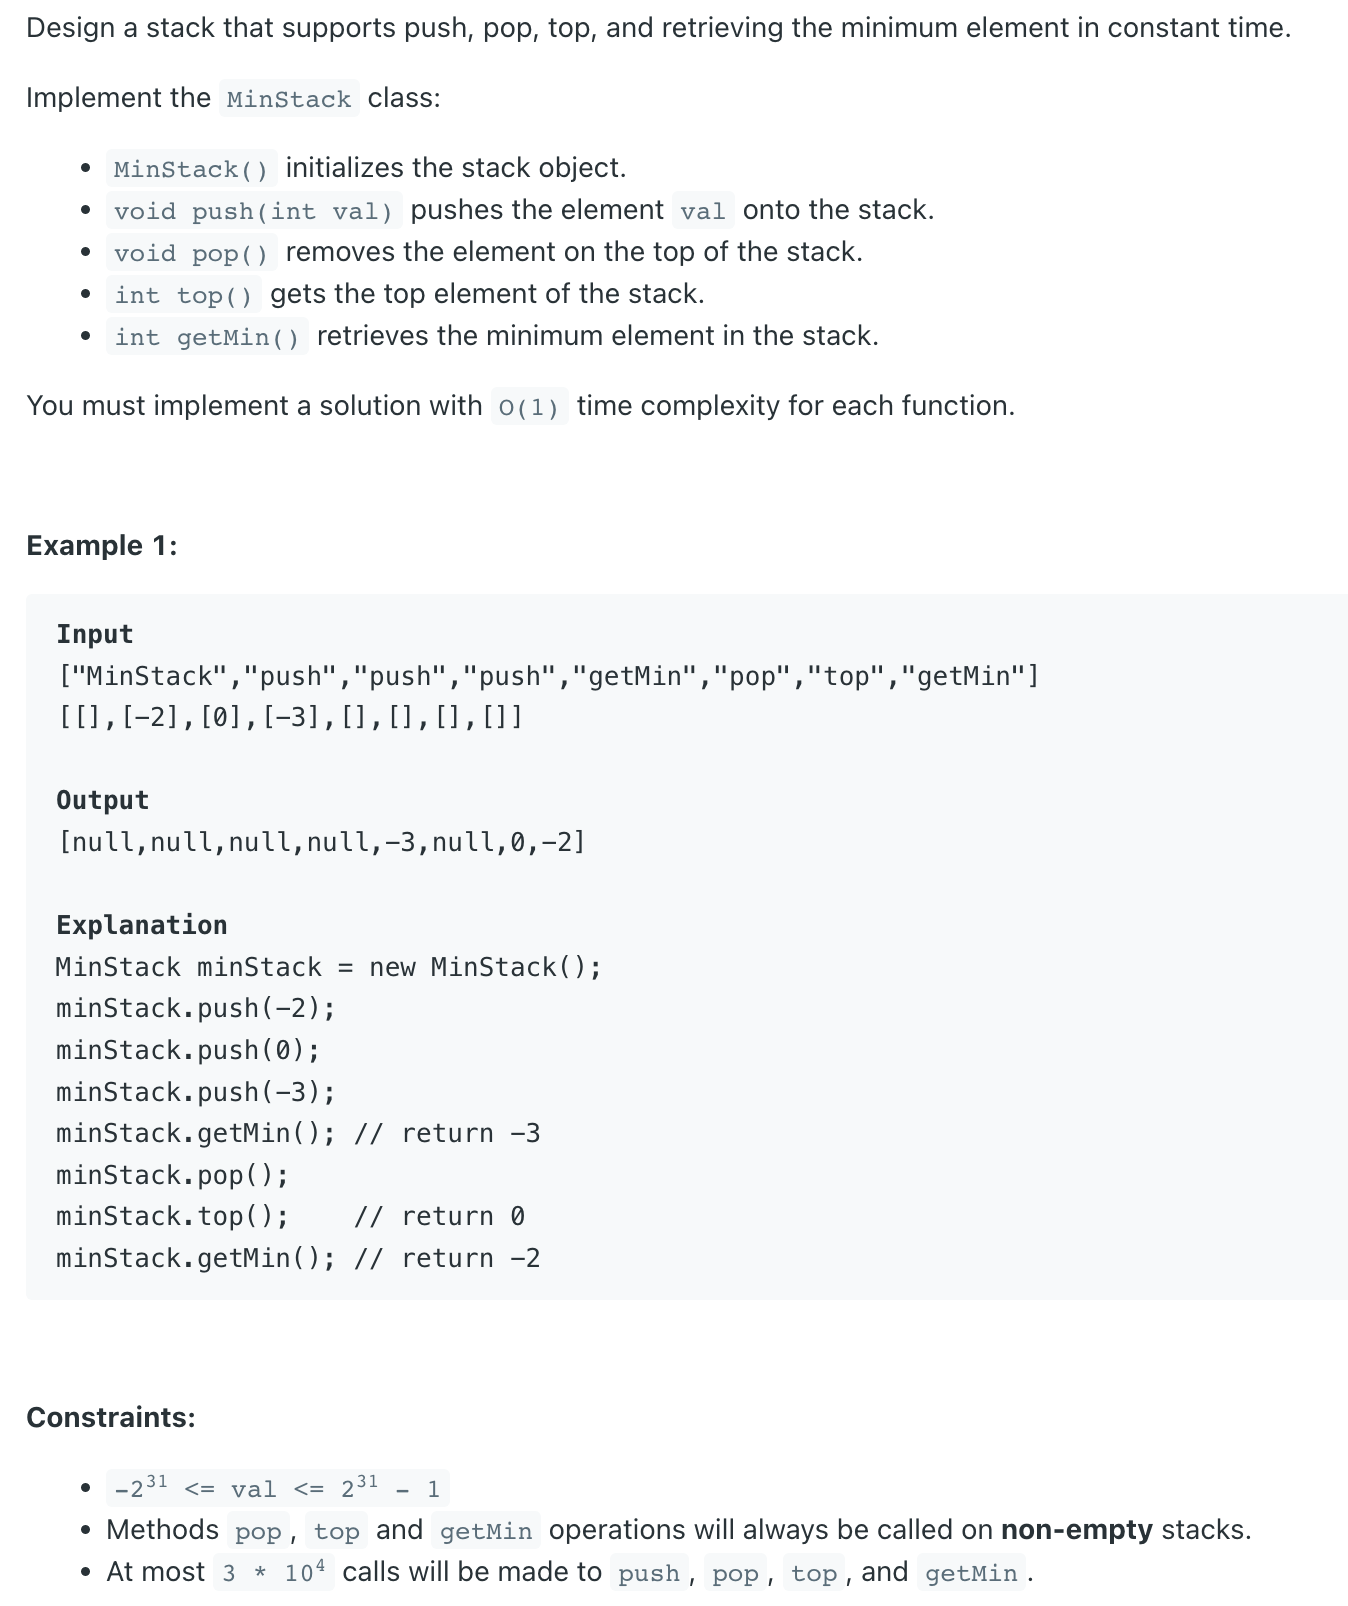 Design a stack that supports push, pop, top, and retrieving the minimum element in constant time.
Implement the MinStack class:
• MinStack() initializes the stack object.
• void push(int val) pushes the element val onto the stack.
• void pop() removes the element on the top of the stack.
• int top() gets the top element of the stack.
• int getMin() retrieves the minimum element in the stack.
You must implement a solution with O(1) time complexity for each function.
Example 1:
Input
["MinStack","push","push","push","getMin","pop","top","getMin"]
[[],[-2],[0],[-3],[],[],[],[]]
Output
[null,null,null,null,-3,null,0,-2]
Explanation
MinStack minStack = new MinStack();
minStack.push(-2);
minStack.push(0);
minStack.push(-3);
minStack.getMin(); // return -3
minStack.pop();
minStack.top();    // return 0
minStack.getMin(); // return -2
Constraints:
• -2³¹ <= val <= 2³¹ - 1
• Methods pop, top and getMin operations will always be called on non-empty stacks.
• At most 3 * 10⁴ calls will be made to push, pop, top, and getMin.